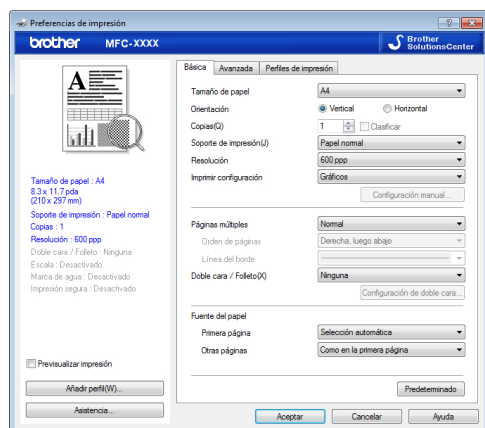 Preferencias de impresión
brother MFC-XXXX
Brother
SolutionsCenter
Básica Avanzada Perfiles de impresión
A
Tamaño de papel A4
Orientación Vertical Horizontal
Copias(Q) 1 Clasificar
Soporte de impresión(J) Papel normal
Resolución 600 ppp
Imprimir configuración Gráficos
Configuración manual...
Tamaño de papel : A4
8.3 x 11.7 pda
(210 x 297 mm)
Soporte de impresión : Papel normal
Copias : 1
Resolución : 600 ppp
Doble cara / Folleto : Ninguna
Escala : Desactivado
Marca de agua : Desactivado
Impresión segura : Desactivado
Páginas múltiples Normal
Orden de páginas Derecha, luego abajo
Línea del borde
Doble cara / Folleto(X) Ninguna
Configuración de doble cara...
Fuente del papel
Primera página Selección automática
Otras páginas Como en la primera página
Previsualizar impresión
Añadir perfil(W)...
Asistencia...
Predeterminado
Aceptar Cancelar Ayuda